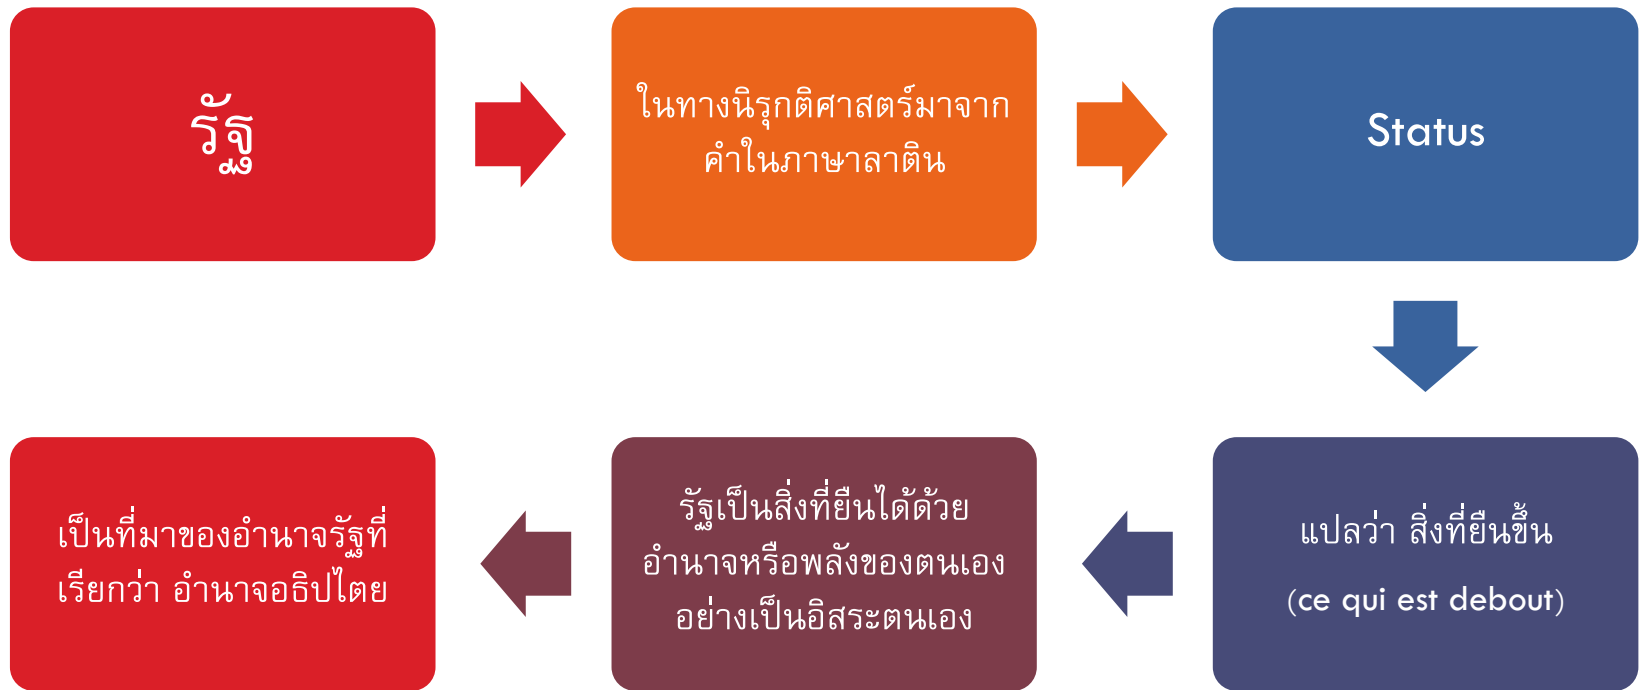 รัฐ
ในทางนิรุกติศาสตร์มาจาก
คำในภาษาลาติน
Status
แปลว่า สิ่งที่ยืนขึ้น
(ce qui est debout)
รัฐเป็นสิ่งที่ยืนได้ด้วย
อำนาจหรือพลังของตนเอง
อย่างเป็นอิสระตนเอง
เป็นที่มาของอำนาจรัฐที่
เรียกว่า อำนาจอธิปไตย